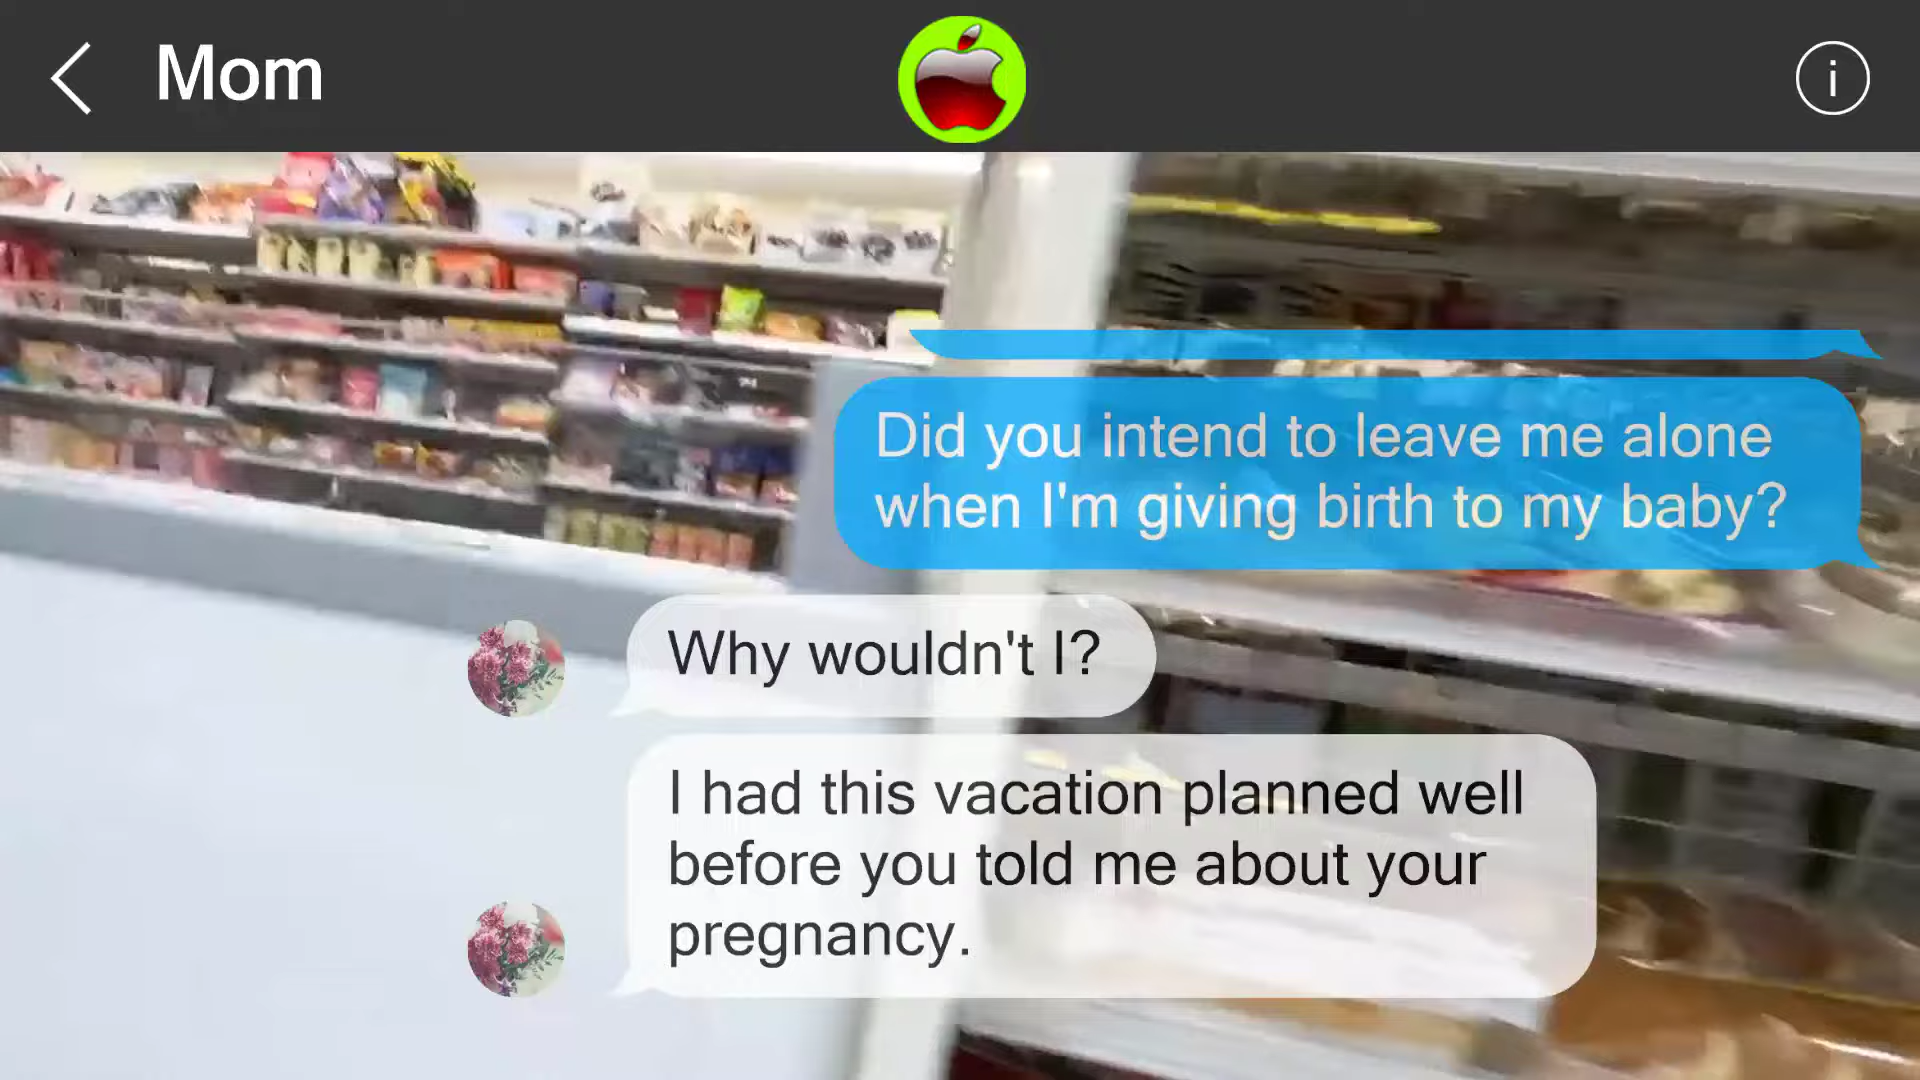 Mom
Did you intend to leave me alone
when I'm giving birth to my baby?
Why wouldn't I?
I had this vacation planned well
before you told me about your
pregnancy.